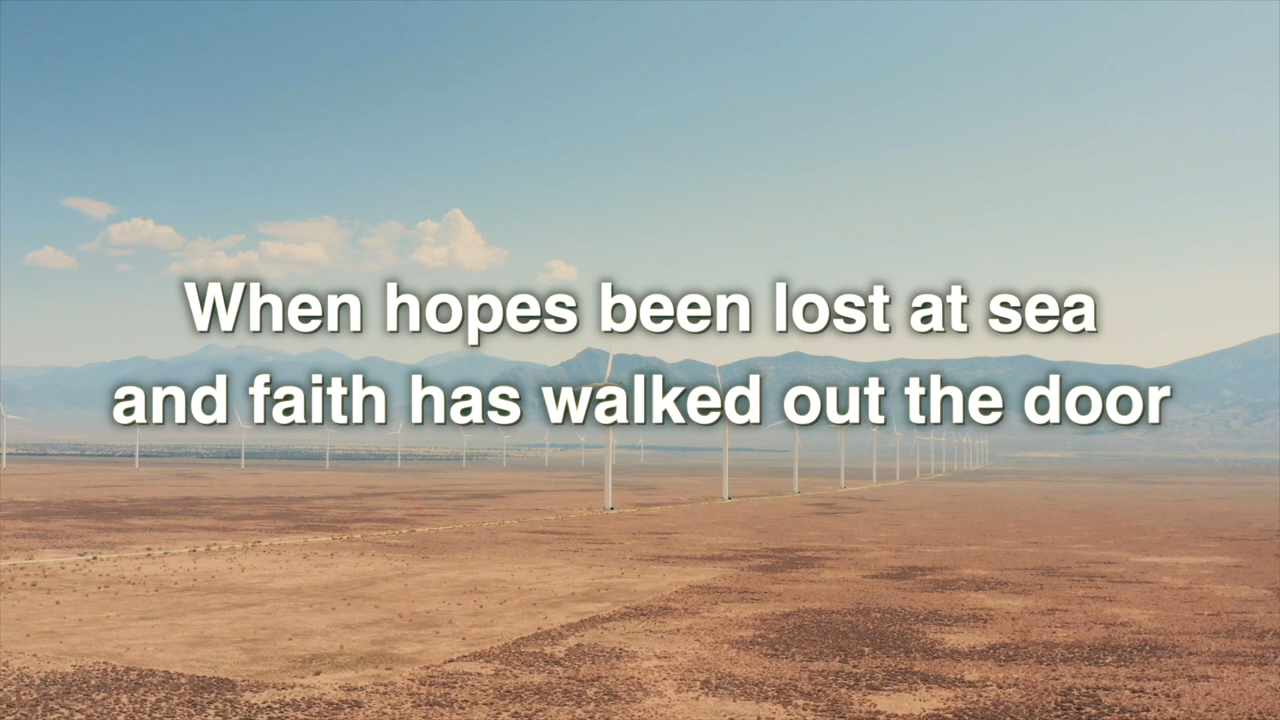 When hopes been lost at sea
and faith has walked out the door